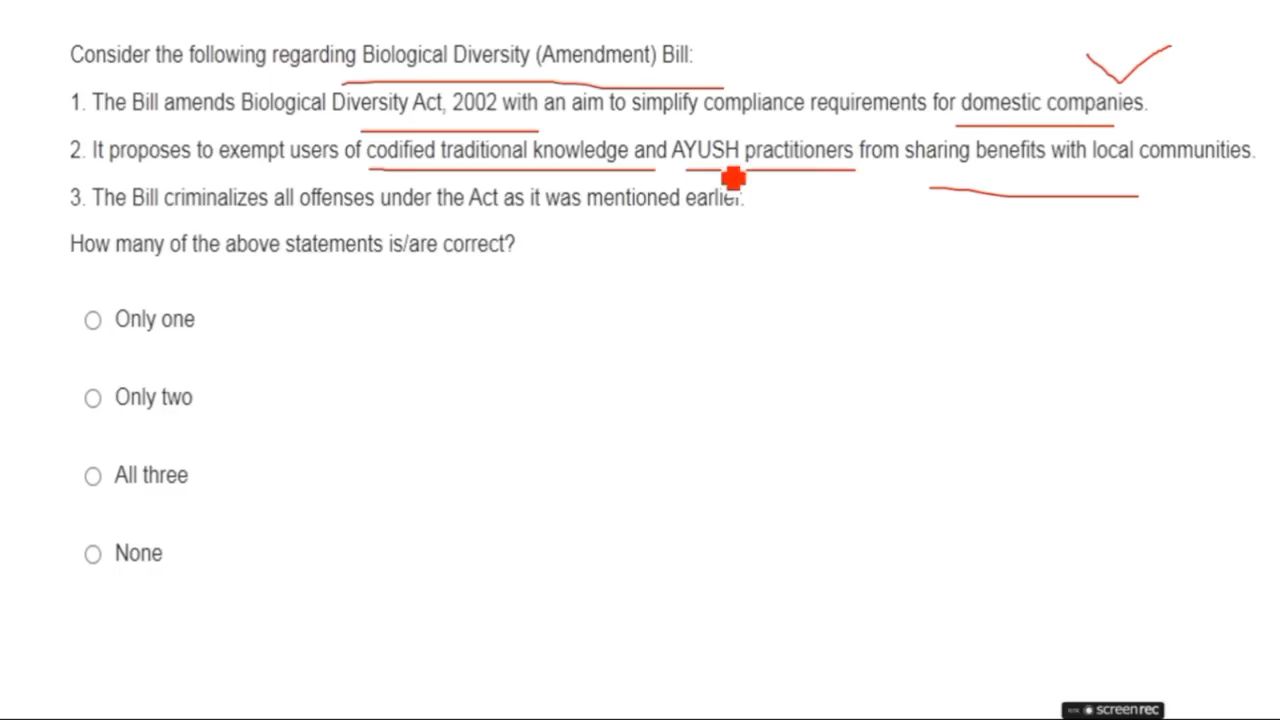 Consider the following regarding Biological Diversity (Amendment) Bill:
1. The Bill amends Biological Diversity Act, 2002 with an aim to simplify compliance requirements for domestic companies.
2. It proposes to exempt users of codified traditional knowledge and AYUSH practitioners from sharing benefits with local communities.
3. The Bill criminalizes all offenses under the Act as it was mentioned earlier.
How many of the above statements is/are correct?
Only one
Only two
All three
None
screenrec